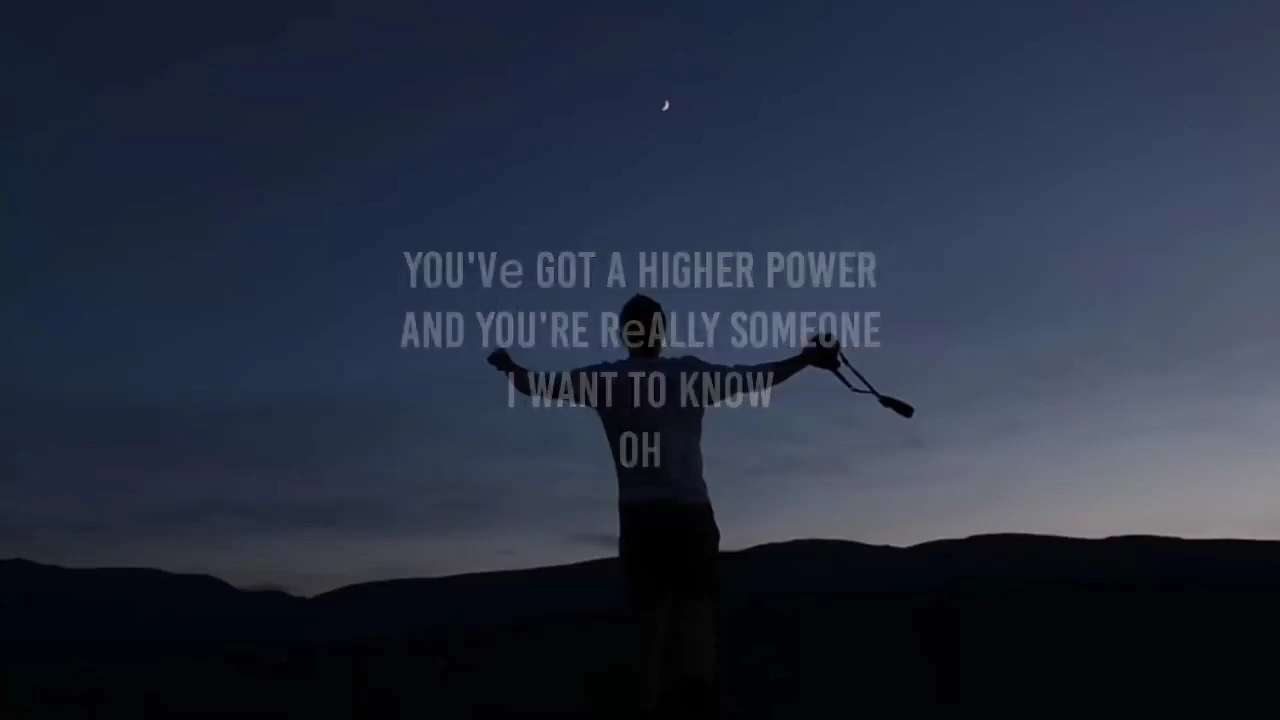 YOU'Ve GOT A HIGHER POWER
AND YOU'RE ReALLY SOMEONE
I WANT TO KNOW
OH